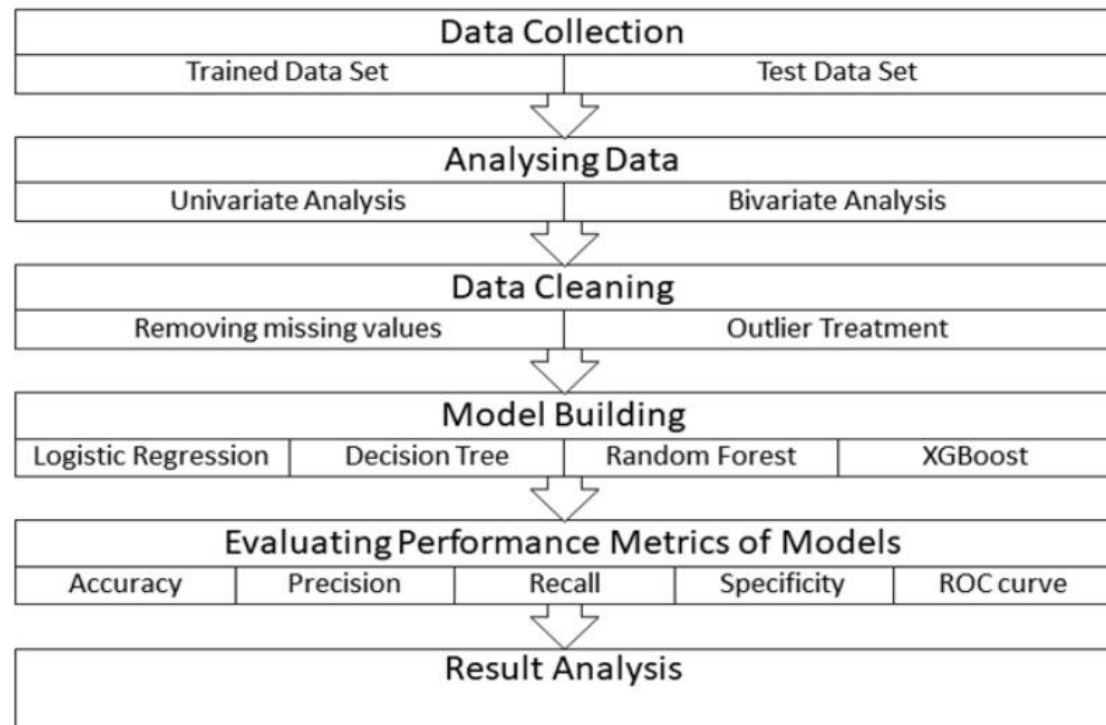 Data Collection
Trained Data Set Test Data Set
Analysing Data
Univariate Analysis Bivariate Analysis
Data Cleaning
Removing missing values Outlier Treatment
Model Building
Logistic Regression Decision Tree Random Forest XGBoost
Evaluating Performance Metrics of Models
Accuracy Precision Recall Specificity ROC curve
Result Analysis